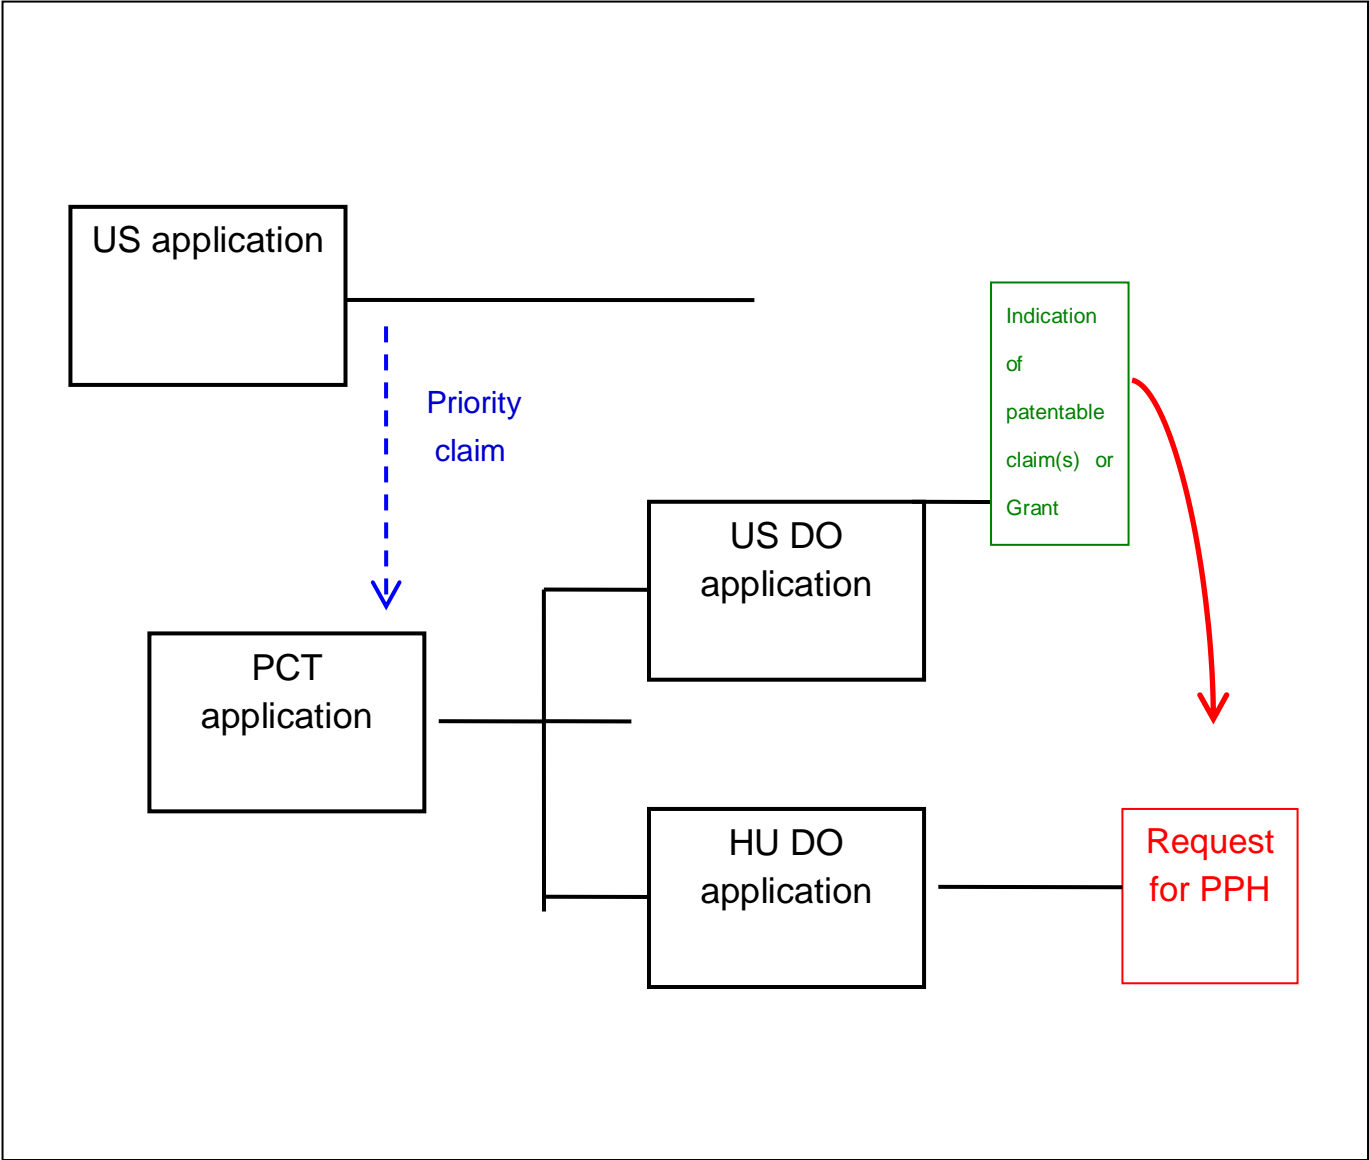 US application
Indication
of
patentable
claim(s) or
Grant
Priority
claim
US DO
application
PCT
application
HU DO
application
Request
for PPH